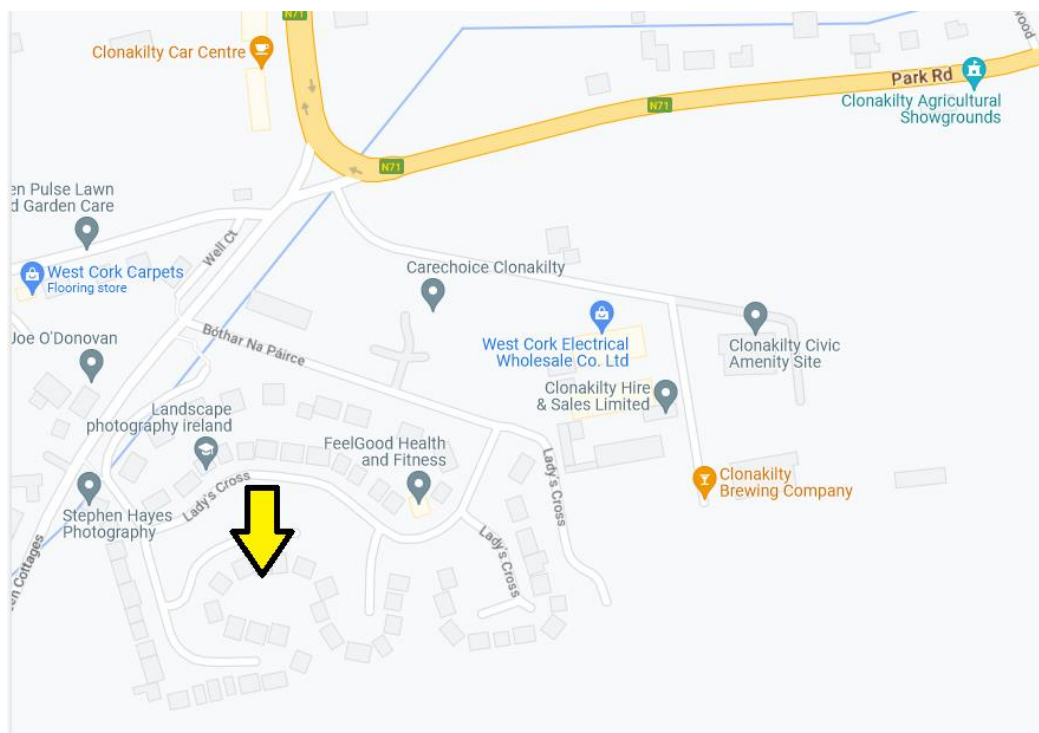 N71
Clonakilty Car Centre
Park Rd
Clonakilty Agricultural
Showgrounds
N71
N71
en Pulse Lawn
d Garden Care
Well Ct
West Cork Carpets
Flooring store
Carechoice Clonakilty
Joe O'Donovan
Bóthar Na Páirce
West Cork Electrical
Wholesale Co. Ltd
Clonakilty Civic
Amenity Site
Clonakilty Hire
& Sales Limited
Landscape
photography ireland
FeelGood Health
and Fitness
Lady's Cross
Lady's Cross
Clonakilty
Brewing Company
Stephen Hayes
Photography
Lady's Cross
en Cottages
wood